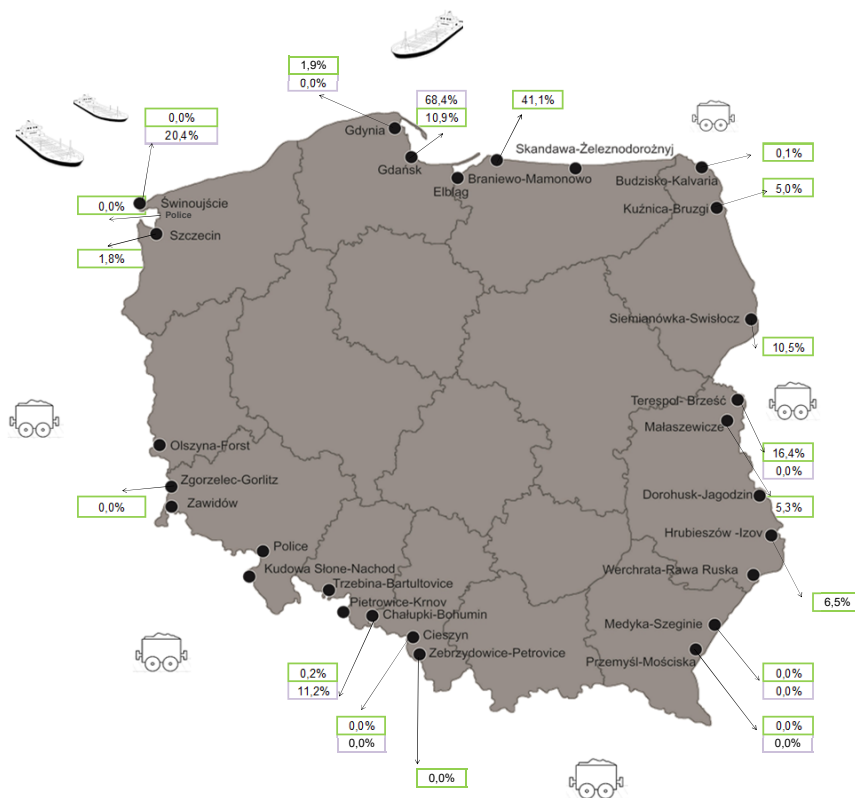 1,9%
0,0%
68,4%
10,9%
41,1%
0,0%
20,4%
Gdynia
Gdańsk
Skandawa-Żeleznodorożnyj
0,1%
Elbląg
Braniewo-Mamonowo
Budzisko-Kalvaria
5,0%
0,0%
Świnoujście
Police
Kuźnica-Bruzgi
Szczecin
1,8%
Siemianówka-Swisłocz
10,5%
Terespol- Brześć
Małaszewicze
Olszyna-Forst
16,4%
0,0%
Zgorzelec-Gorlitz
0,0%
Zawidów
Dorohusk-Jagodzin
5,3%
Hrubieszów -Izov
Police
Kudowa Słone-Nachod
Werchrata-Rawa Ruska
Trzebina-Bartultovice
6,5%
Pietrowice-Krnov
Chałupki-Bohumin
Medyka-Szeginie
Cieszyn
Zebrzydowice-Petrovice
Przemyśl-Mościska
0,2%
11,2%
0,0%
0,0%
0,0%
0,0%
0,0%
0,0%
0,0%